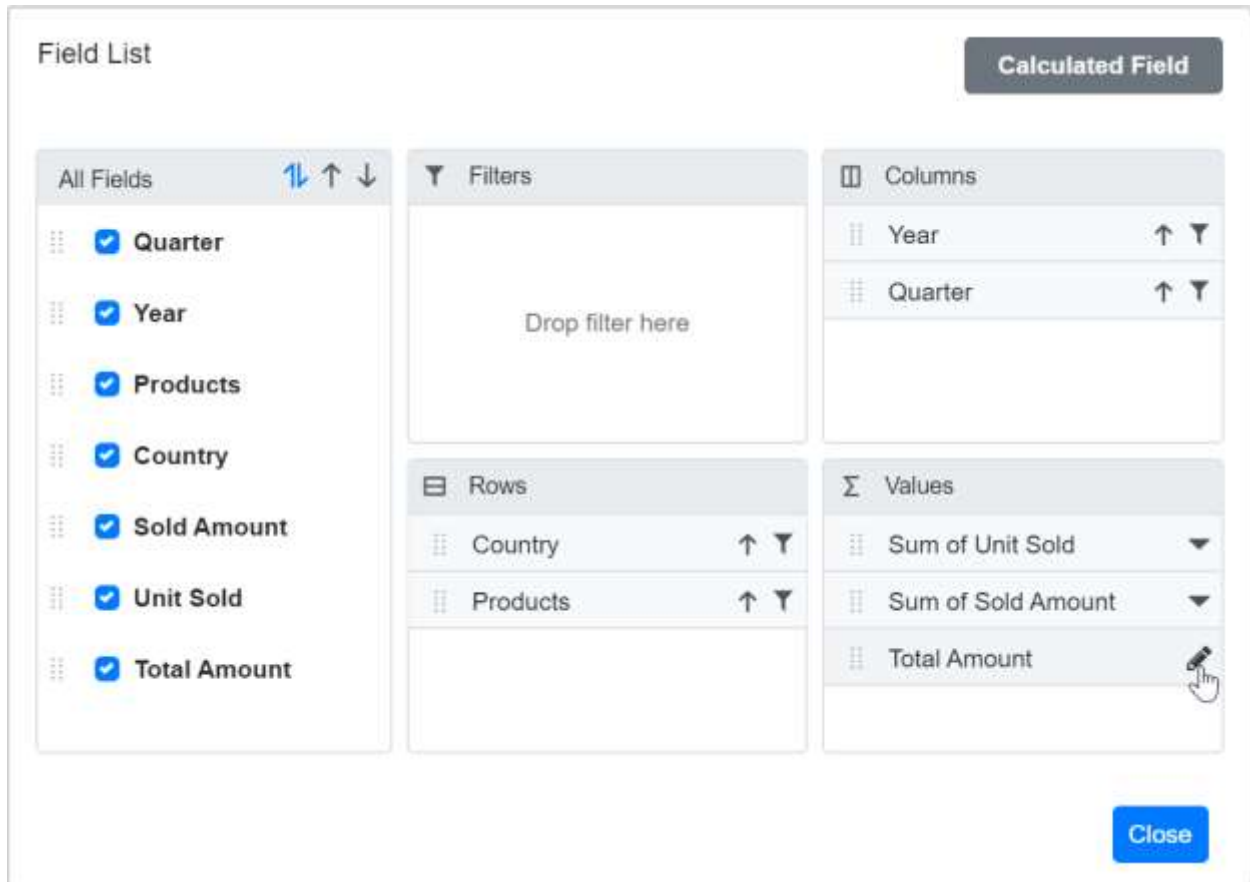 Field List
Calculated Field
All Fields
Quarter
Year
Products
Country
Sold Amount
Unit Sold
Total Amount
Filters
Drop filter here
Columns
Year
Quarter
Rows
Country
Products
Values
Sum of Unit Sold
Sum of Sold Amount
Total Amount
Close